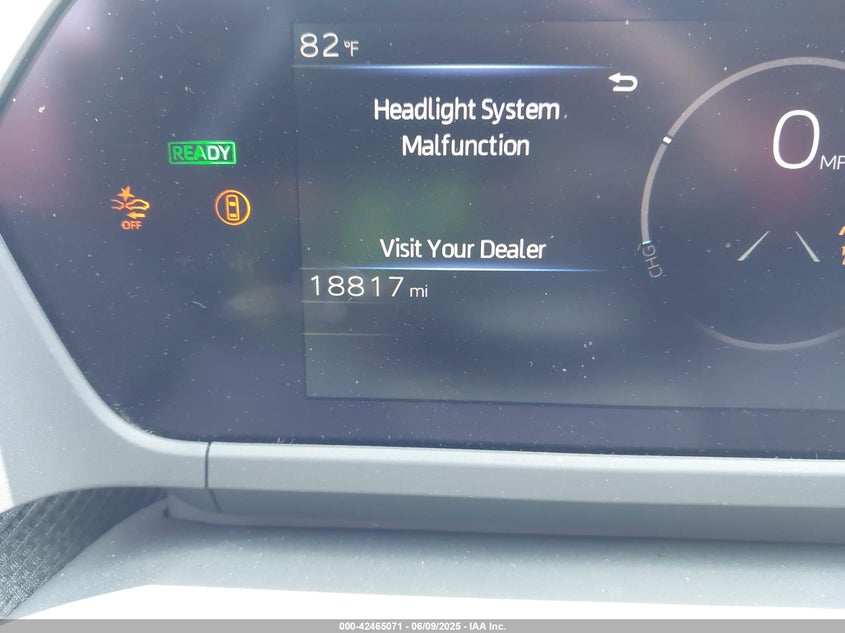 82 °F
Headlight System
Malfunction
READY
0 MP
OFF
Visit Your Dealer
CHG
18817 mi
000-42465071 / 06/09/2025 - IAA Inc.